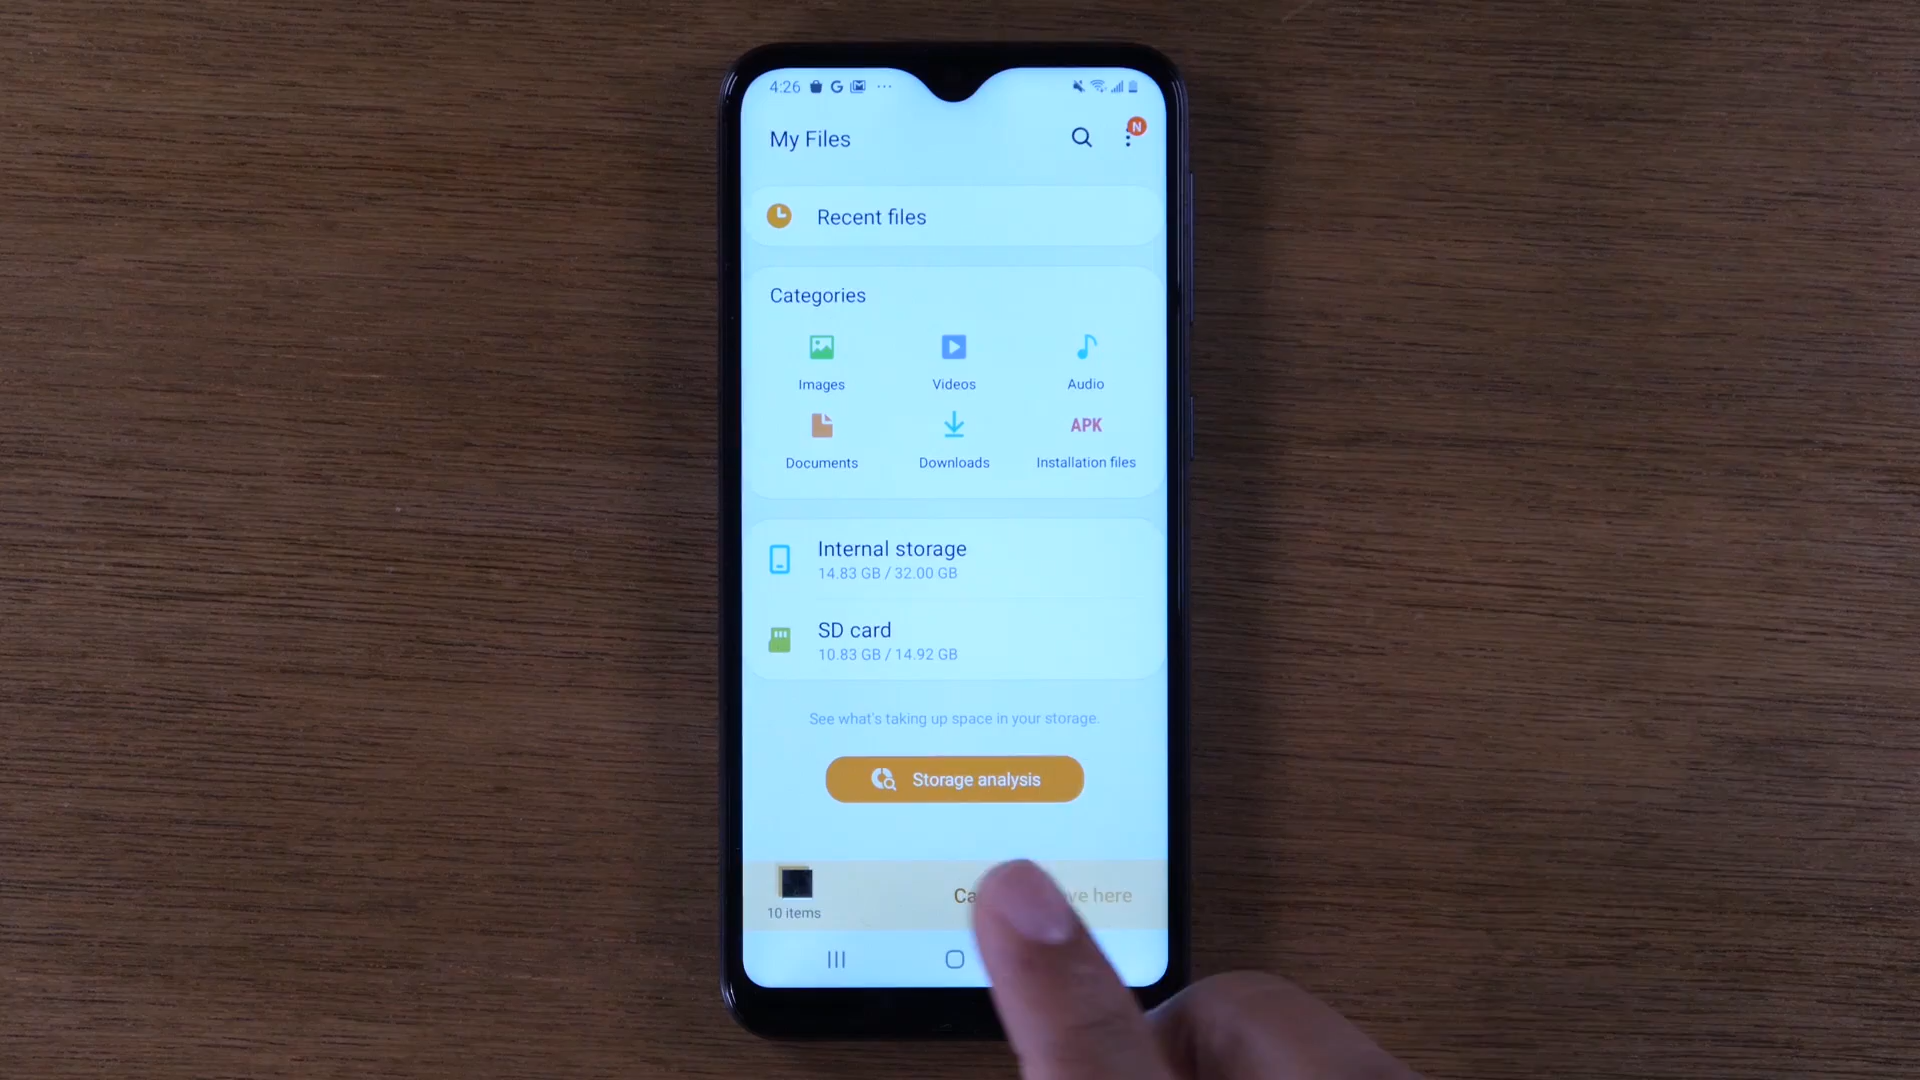 4:26 G M ...
My Files
N
Recent files
Categories
Images Videos Audio
APK
Documents Downloads Installation files
Internal storage
14.83 GB / 32.00 GB
SD card
10.83 GB / 14.92 GB
See what's taking up space in your storage.
Storage analysis
here
10 items